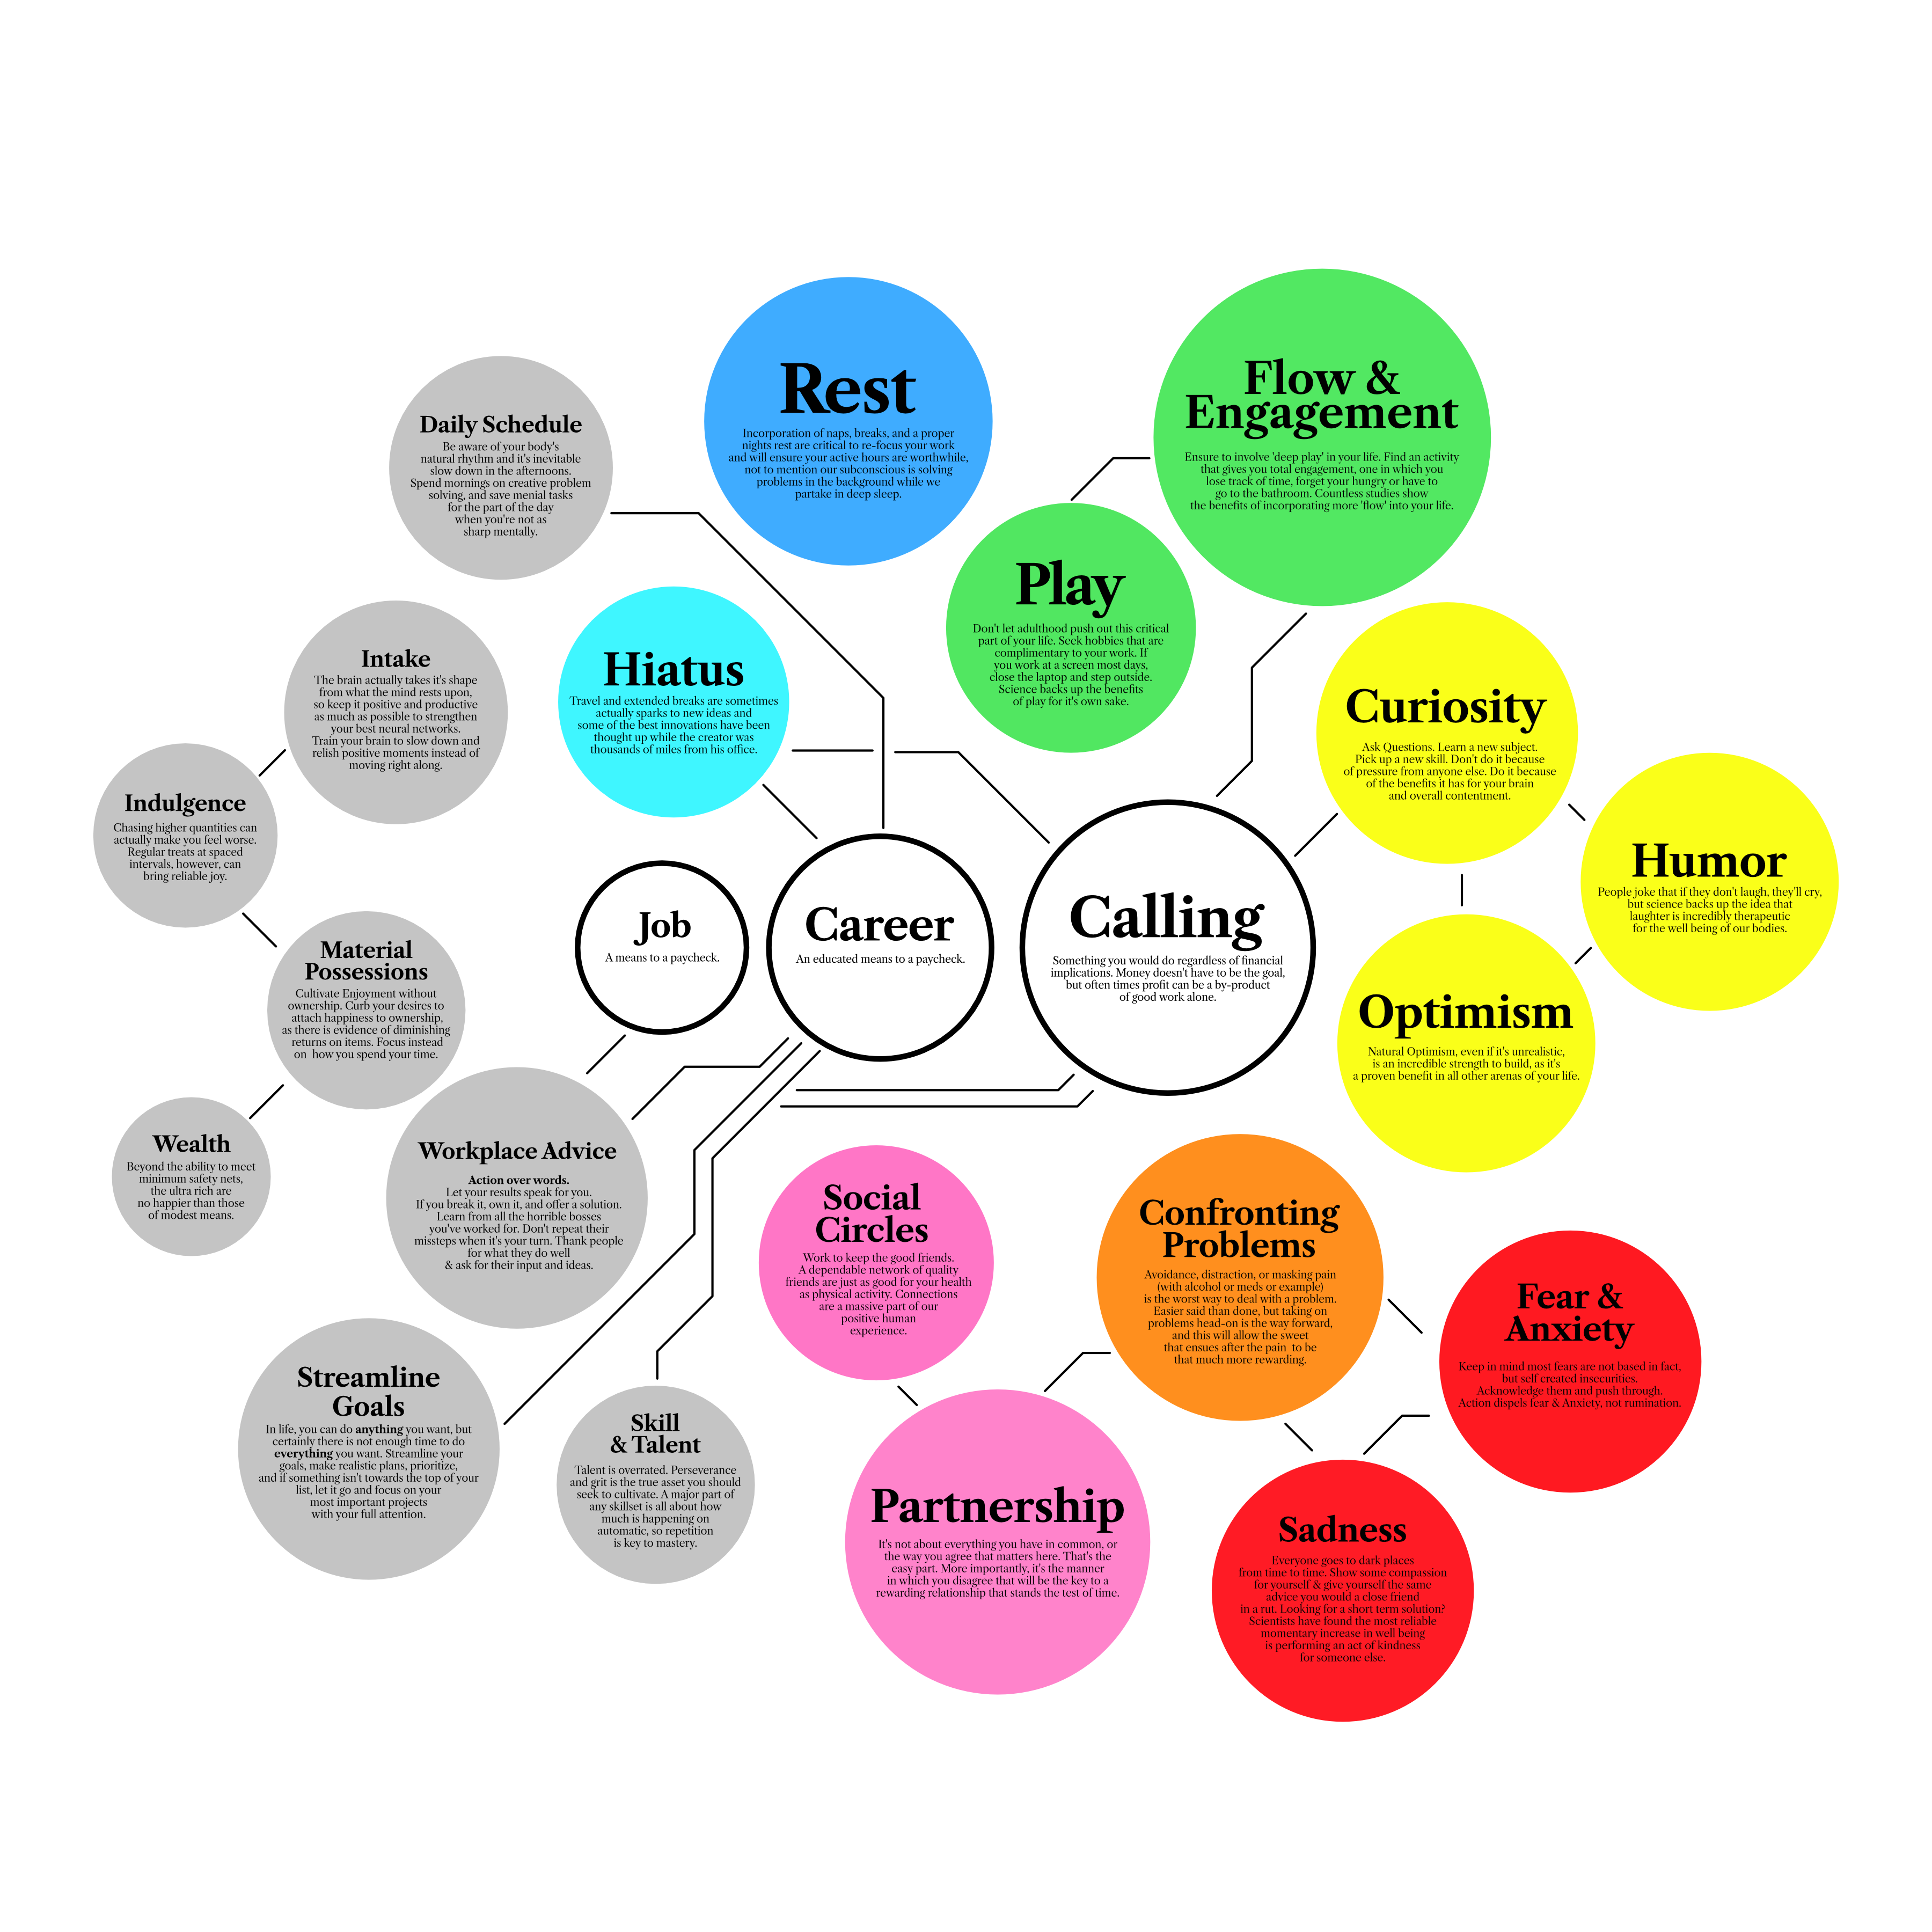 Rest
Incorporation of naps, breaks, and a proper
nights rest are critical to re-focus your work
and will ensure your active hours are worthwhile,
not to mention our subconscious is solving
problems in the background while we
partake in deep sleep.
Flow &
Engagement
Ensure to involve 'deep play' in your life. Find an activity
that gives you total engagement, one in which you
lose track of time, forget your hungry or have to
go to the bathroom. Countless studies show
the benefits of incorporating more 'flow' into your life.
Daily Schedule
Be aware of your body's
natural rhythm and it's inevitable
slow down in the afternoons.
Spend mornings on creative problem
solving, and save menial tasks
for the part of the day
when you're not as
sharp mentally.
Play
Don't let adulthood push out this critical
part of your life. Seek hobbies that are
complimentary to your work. If
you work at a screen most days,
close the laptop and step outside.
Science backs up the benefits
of play for it's own sake.
Intake
The brain actually takes it's shape
from what the mind rests upon,
so keep it positive and productive
as much as possible to strengthen
your best neural networks.
Train your brain to slow down and
relish positive moments instead of
moving right along.
Hiatus
Travel and extended breaks are sometimes
actually sparks to new ideas and
some of the best innovations have been
thought up while the creator was
thousands of miles from his office.
Curiosity
Ask Questions. Learn a new subject.
Pick up a new skill. Don't do it because
of pressure from anyone else. Do it because
of the benefits it has for your brain
and overall contentment.
Indulgence
Chasing higher quantities can
actually make you feel worse.
Regular treats at spaced
intervals, however, can
bring reliable joy.
Humor
People joke that if they don't laugh, they'll cry,
but science backs up the idea that
laughter is incredibly therapeutic
for the well being of our bodies.
Job
A means to a paycheck.
Career
An educated means to a paycheck.
Calling
Something you would do regardless of financial
implications. Money doesn't have to be the goal,
but often times profit can be a by-product
of good work alone.
Material
Possessions
Cultivate Enjoyment without
ownership. Curb your desires to
attach happiness to ownership,
as there is evidence of diminishing
returns on items. Focus instead
on how you spend your time.
Optimism
Natural Optimism, even if it's unrealistic,
is an incredible strength to build, as it's
a proven benefit in all other arenas of your life.
Wealth
Beyond the ability to meet
minimum safety nets,
the ultra rich are
no happier than those
of modest means.
Workplace Advice
Action over words.
Let your results speak for you.
If you break it, own it, and offer a solution.
Learn from all the horrible bosses
you've worked for. Don't repeat their
missteps when it's your turn. Thank people
for what they do well
& ask for their input and ideas.
Social
Circles
Work to keep the good friends.
A dependable network of quality
friends are just as good for your health
as physical activity. Connections
are a massive part of our
positive human
experience.
Confronting
Problems
Avoidance, distraction, or masking pain
(with alcohol or meds or example)
is the worst way to deal with a problem.
Easier said than done, but taking on
problems head-on is the way forward,
and this will allow the sweet
that ensues after the pain to be
that much more rewarding.
Fear &
Anxiety
Keep in mind most fears are not based in fact,
but self created insecurities.
Acknowledge them and push through.
Action dispels fear & Anxiety, not rumination.
Streamline
Goals
In life, you can do anything you want, but
certainly there is not enough time to do
everything you want. Streamline your
goals, make realistic plans, prioritize,
and if something isn't towards the top of your
list, let it go and focus on your
most important projects
with your full attention.
Skill
& Talent
Talent is overrated. Perseverance
and grit is the true asset you should
seek to cultivate. A major part of
any skillset is all about how
much is happening on
automatic, so repetition
is key to mastery.
Partnership
It's not about everything you have in common, or
the way you agree that matters here. That's the
easy part. More importantly, it's the manner
in which you disagree that will be the key to a
rewarding relationship that stands the test of time.
Sadness
Everyone goes to dark places
from time to time. Show some compassion
for yourself & give yourself the same
advice you would a close friend
in a rut. Looking for a short term solution?
Scientists have found the most reliable
momentary increase in well being
is performing an act of kindness
for someone else.